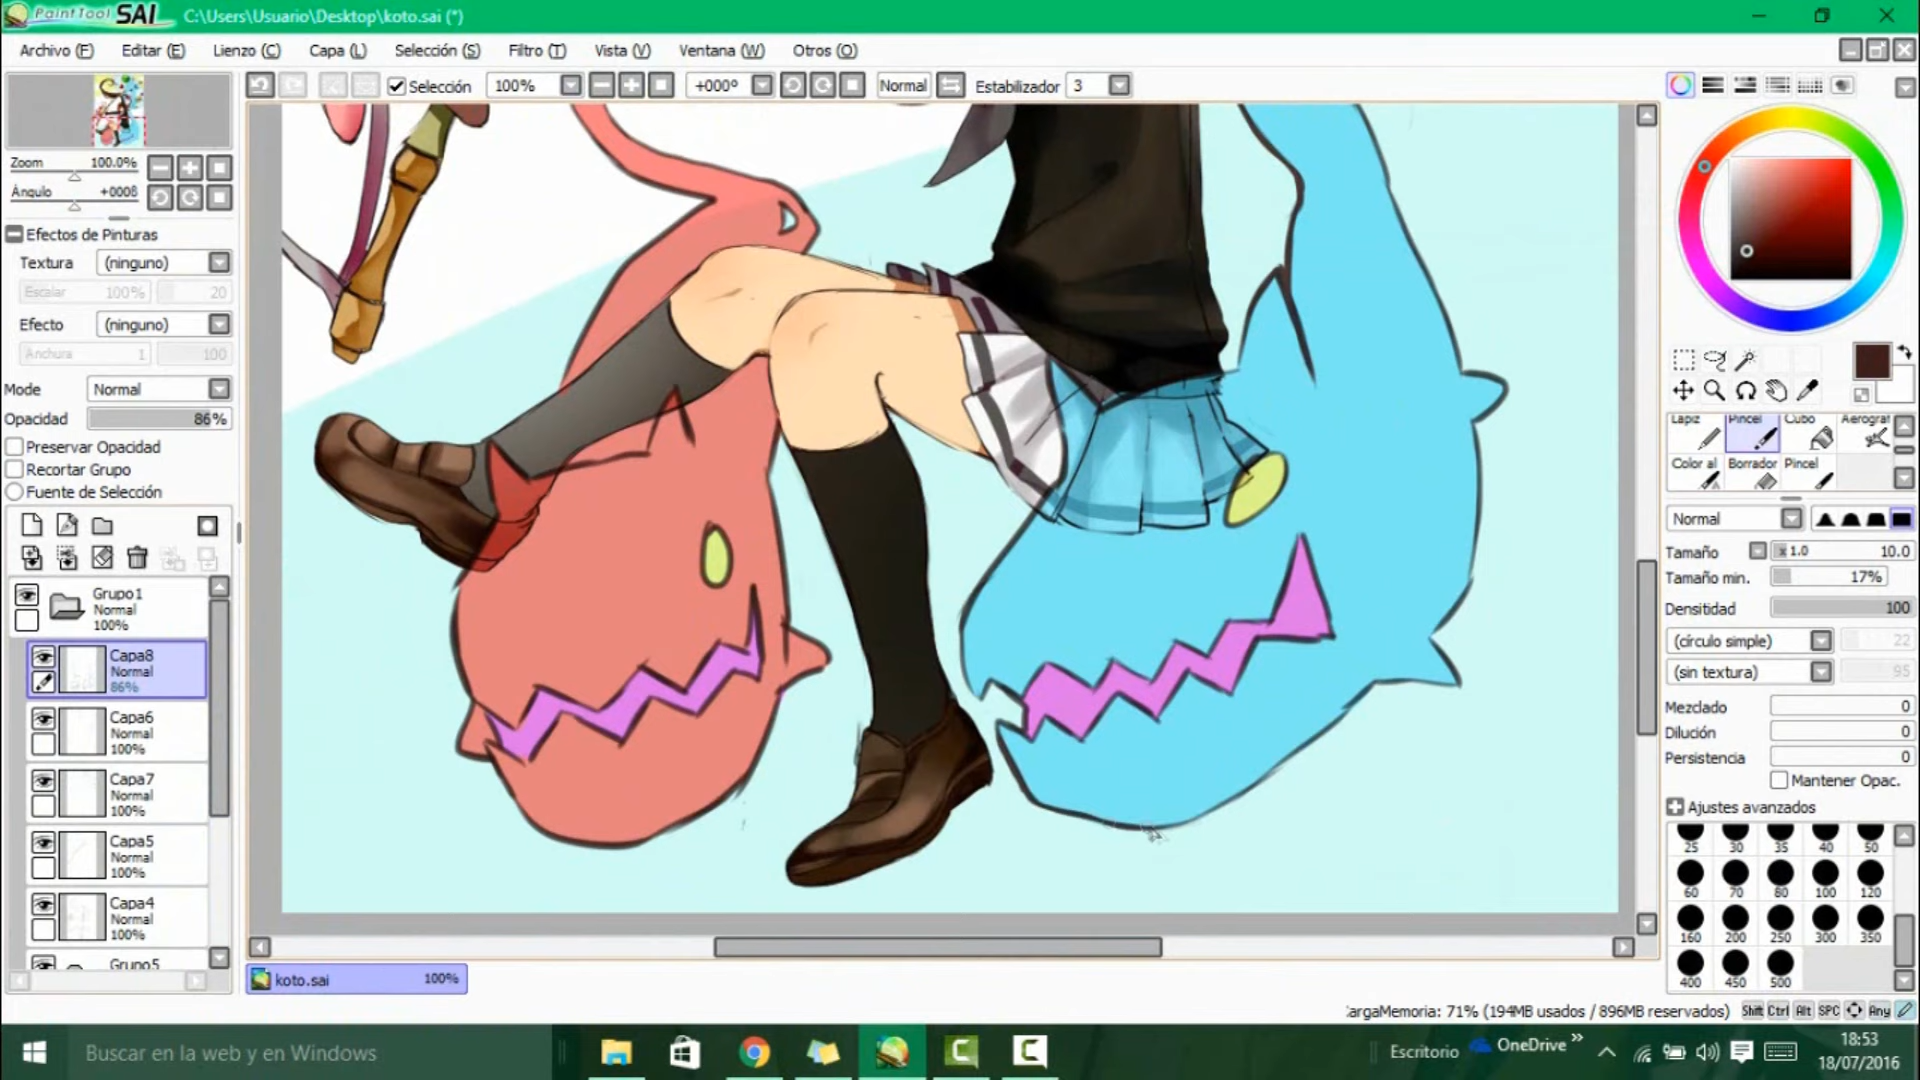 PaintTool SAI C:\Users\Usuario\Desktop\koto.sai (*)
Archivo (F) Editar (E) Lienzo (C) Capa (L) Selección (S) Filtro (T) Vista (V) Ventana (W) Otros (O)
Selección 100% +000º Normal Estabilizador 3
Zoom 100.0%
Ángulo
Efectos de Pinturas
Textura (ninguno)
Escalar 100% 20
Efecto (ninguno)
Anchura 1 100
Mode Normal
Opacidad 86%
Preservar Opacidad
Recortar Grupo
Fuente de Selección
Grupo1
Normal
100%
Capa8
Normal
86%
Capa6
Normal
100%
Capa7
Normal
100%
Capa5
Normal
100%
Capa4
Normal
100%
Grupo5
koto.sai 100%
Lapiz Pincel Cubo Aerograf
Color al Borrador Pincel
Normal
Tamaño x 1.0 10.0
Tamaño min. 17%
Densitidad 100
(círculo simple) 22
(sin textura) 95
Mezclado 0
Dilución 0
Persistencia 0
Mantener Opac.
Ajustes avanzados
25 30 35 40 50
60 70 80 100 120
160 200 250 300 350
400 450 500
argaMemoria: 71% (194MB usados / 896MB reservados) Shift Ctrl Alt SPC Any
Buscar en la web y en Windows
Escritorio OneDrive
18:53
18/07/2016